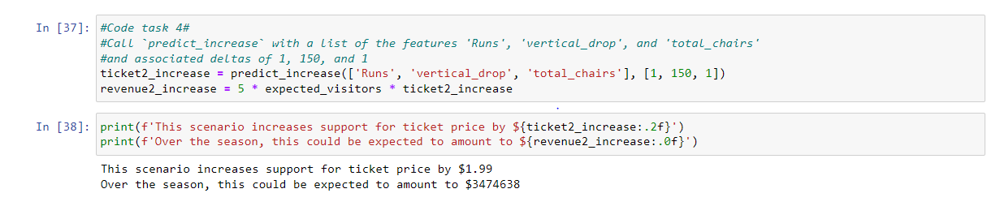 In [37]: #Code task 4#
#Call `predict_increase` with a list of the features 'Runs', 'vertical_drop', and 'total_chairs'
#and associated deltas of 1, 150, and 1
ticket2_increase = predict_increase(['Runs', 'vertical_drop', 'total_chairs'], [1, 150, 1])
revenue2_increase = 5 * expected_visitors * ticket2_increase
In [38]: print(f'This scenario increases support for ticket price by ${ticket2_increase:.2f}')
print(f'Over the season, this could be expected to amount to ${revenue2_increase:.0f}')
This scenario increases support for ticket price by $1.99
Over the season, this could be expected to amount to $3474638